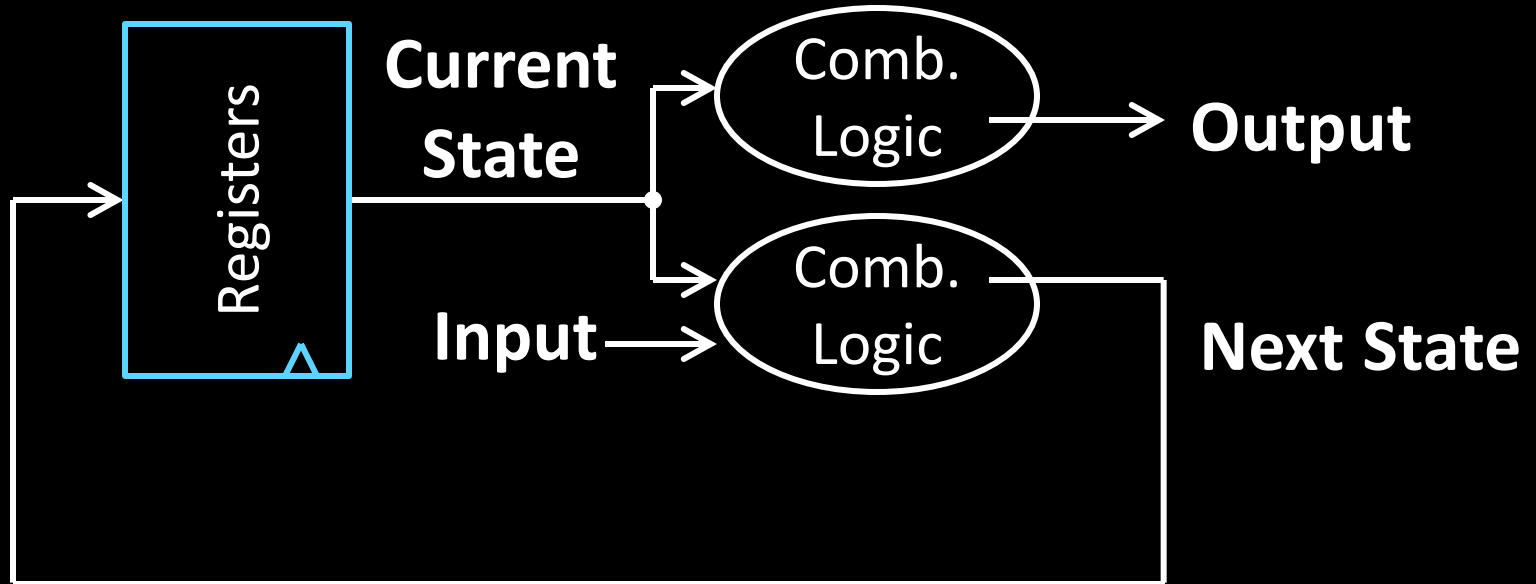 Registers
Current
State
Comb.
Logic
Output
Input
Comb.
Logic
Next State